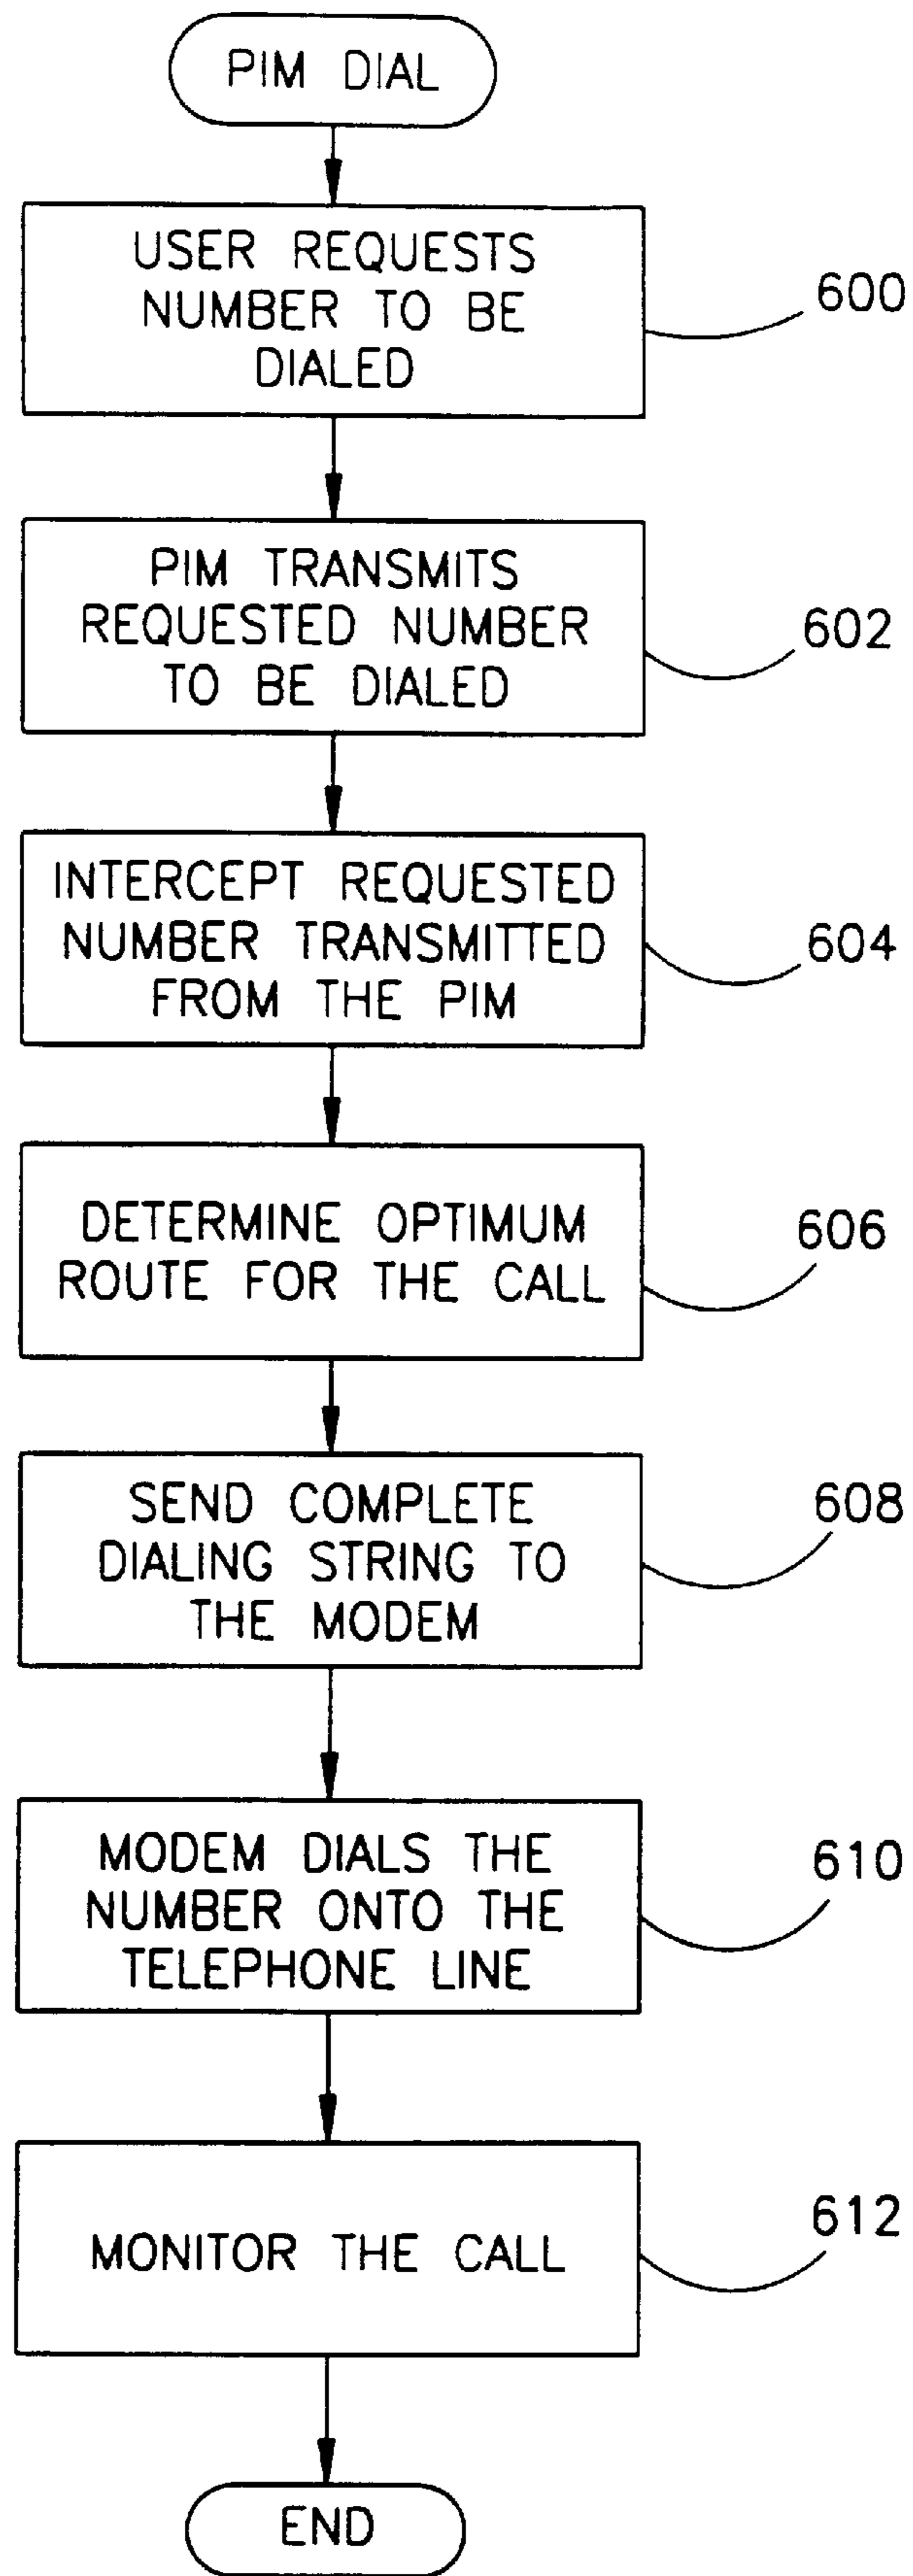 PIM DIAL
USER REQUESTS
NUMBER TO BE
DIALED
600
PIM TRANSMITS
REQUESTED NUMBER
TO BE DIALED
602
INTERCEPT REQUESTED
NUMBER TRANSMITTED
FROM THE PIM
604
DETERMINE OPTIMUM
ROUTE FOR THE CALL
606
SEND COMPLETE
DIALING STRING TO
THE MODEM
608
MODEM DIALS THE
NUMBER ONTO THE
TELEPHONE LINE
610
MONITOR THE CALL
612
END